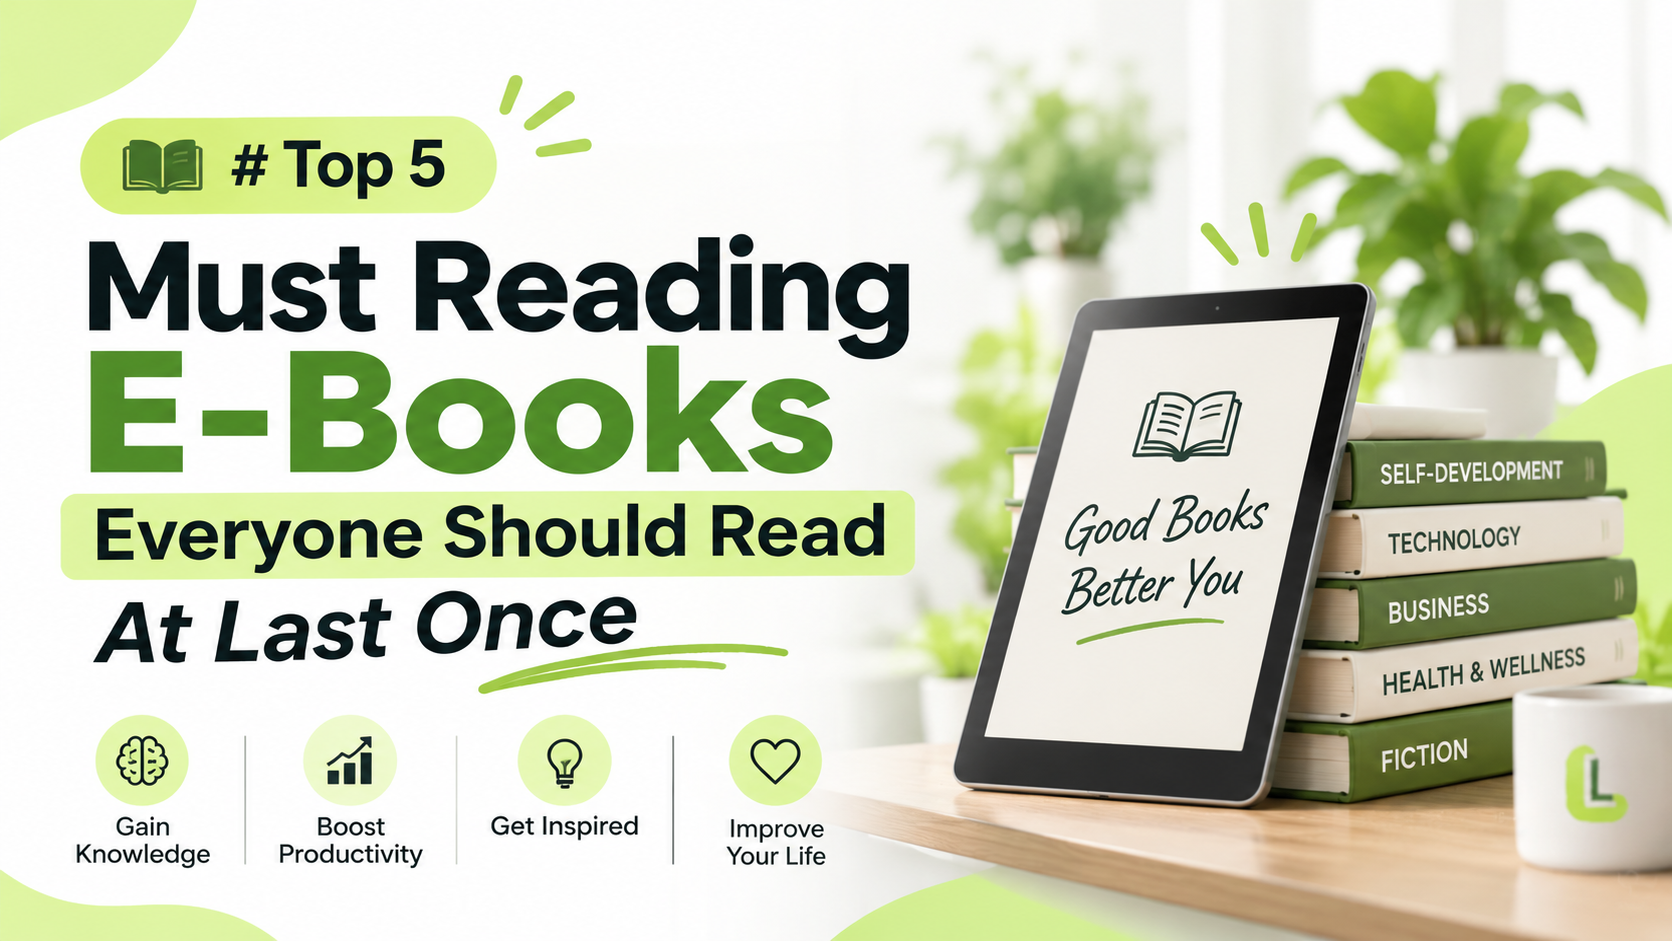 # Top 5
Must Reading
E-Books
Everyone Should Read
At Last Once
Gain
Knowledge
Boost
Productivity
Get Inspired
Improve
Your Life
Good Books
Better You
SELF-DEVELOPMENT
TECHNOLOGY
BUSINESS
HEALTH & WELLNESS
FICTION
L